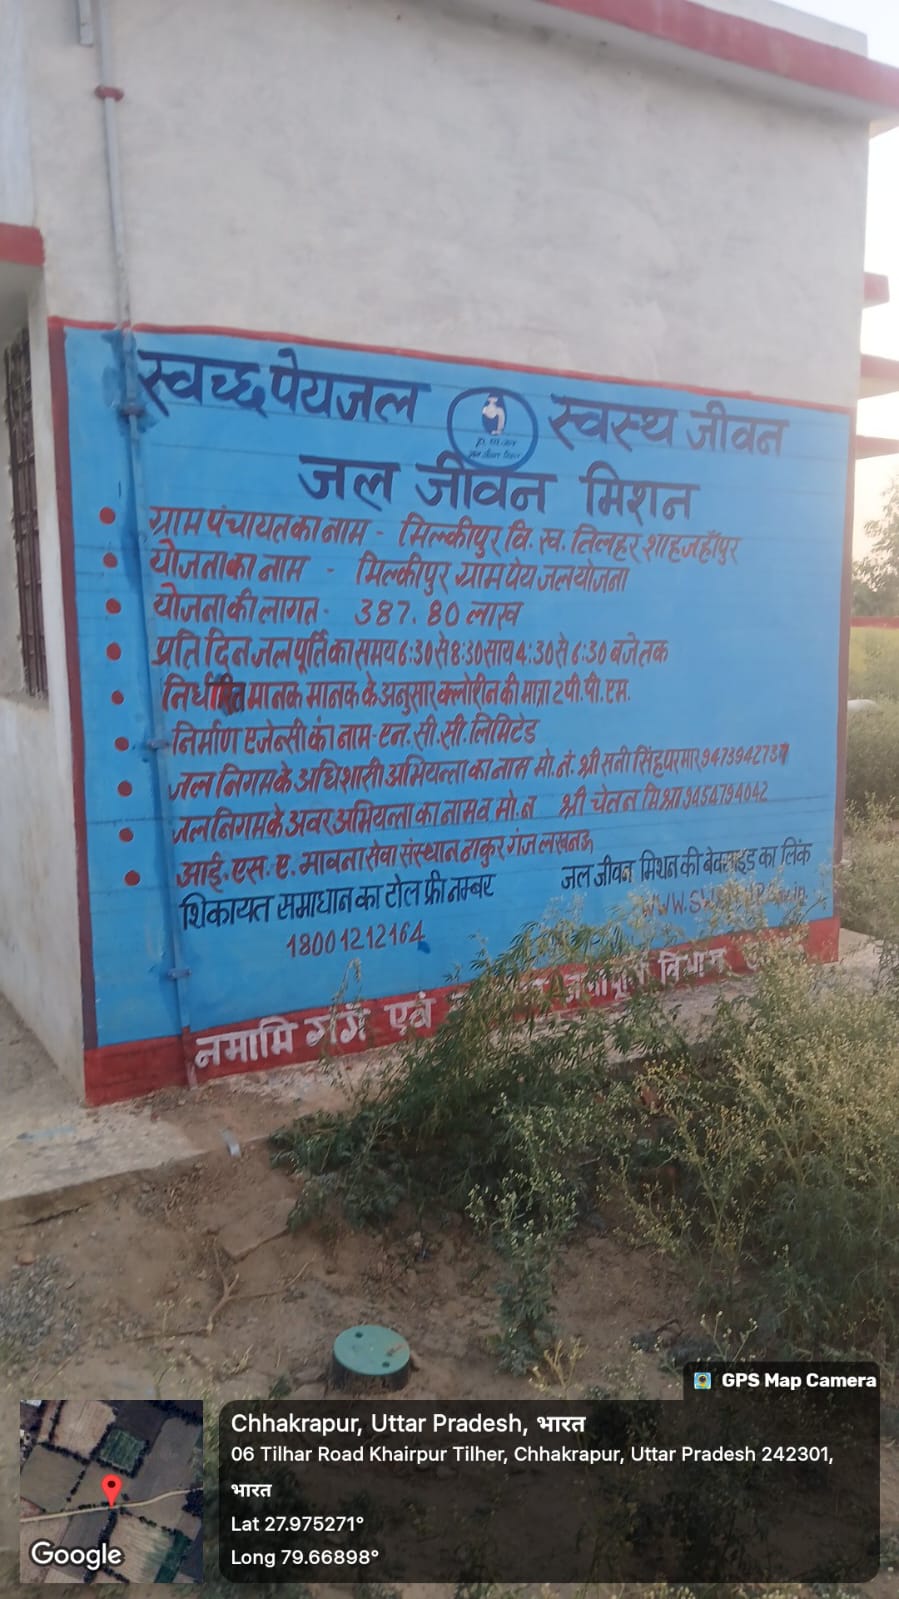 स्वच्छ पेयजल स्वस्थ जीवन
जल जीवन मिशन
ग्राम पंचायत का नाम - मिल्कीपुर वि. ख. तिलहर शाहजहाँपुर
योजना का नाम - मिल्कीपुर ग्राम पेय जल योजना
योजना की लागत - 387.80 लाख
प्रति दिन जल पूर्ति का समय 6:30 से 8:30 साय 4:30 से 6:30 बजे तक
निर्धारित मानक मानक के अनुसार क्लोरीन की मात्रा 2 पी. पी. एम.
निर्माण एजेन्सी का नाम - एन. सी. सी. लिमिटेड
जल निगम के अधिशासी अभियन्ता का नाम मो. नं. श्री सनी सिंह परमार
जल निगम के अवर अभियन्ता का नाम व मो. न श्री चेतन मिश्रा 9454794042
आई. एस. ए. भावना सेवा संस्थान ठाकुर गंज लखनऊ
शिकायत समाधान का टोल फ्री नम्बर
18001212164
जल जीवन मिशन की बेवसाइड का लिंक
नमामि गंगे एवं विभाग
GPS Map Camera
Chhakrapur, Uttar Pradesh, भारत
06 Tilhar Road Khairpur Tilher, Chhakrapur, Uttar Pradesh 242301,
भारत
Lat 27.975271°
Long 79.66898°
Google